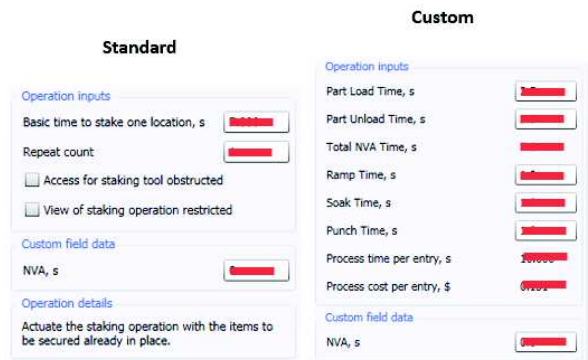 Standard
Operation inputs
Basic time to stake one location, s
Repeat count
Access for staking tool obstructed
View of staking operation restricted
Custom field data
NVA, s
Operation details
Actuate the staking operation with the items to
be secured already in place.
Custom
Operation inputs
Part Load Time, s
Part Unload Time, s
Total NVA Time, s
Ramp Time, s
Soak Time, s
Punch Time, s
Process time per entry, s
Process cost per entry, $
Custom field data
NVA, s